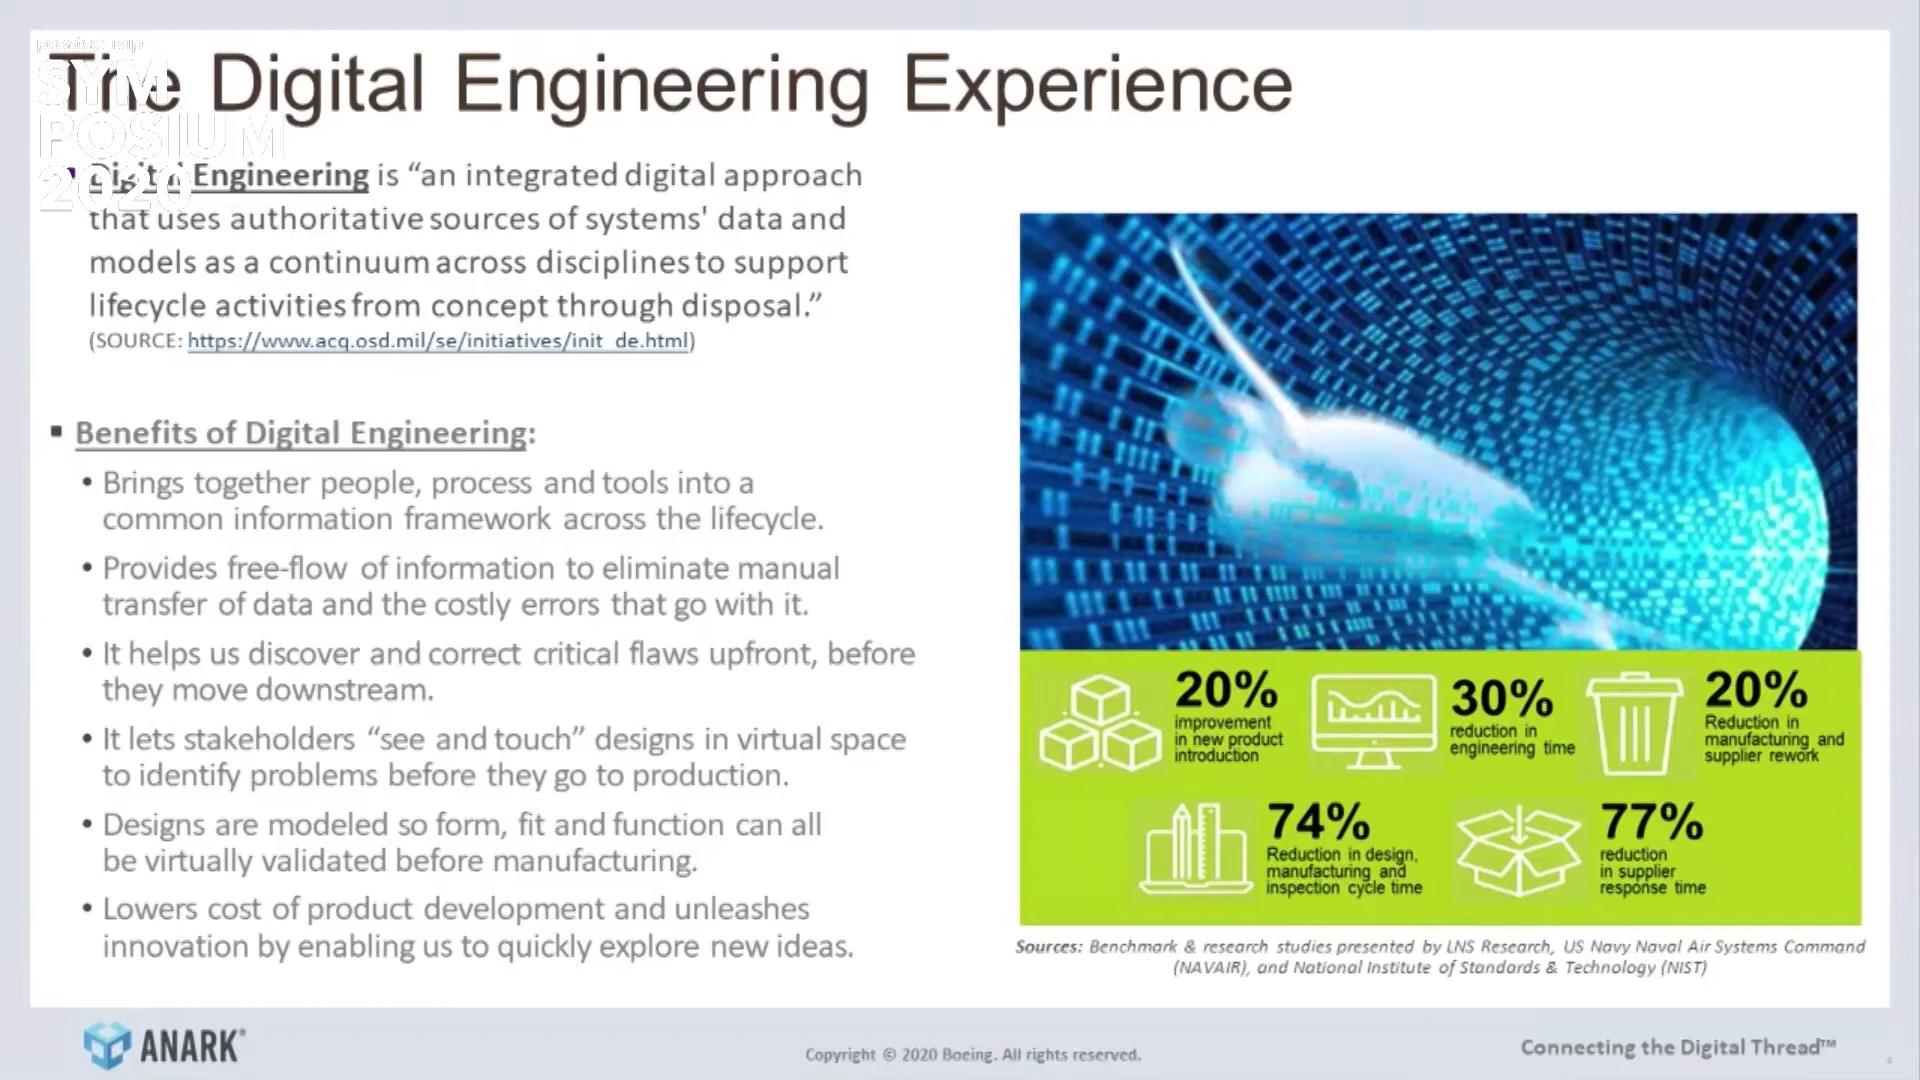 The Digital Engineering Experience
SYM
POSIUM
2020
Digital Engineering is “an integrated digital approach
that uses authoritative sources of systems' data and
models as a continuum across disciplines to support
lifecycle activities from concept through disposal.”
(SOURCE: https://www.acq.osd.mil/se/initiatives/init_de.html)
Benefits of Digital Engineering:
• Brings together people, process and tools into a
common information framework across the lifecycle.
• Provides free-flow of information to eliminate manual
transfer of data and the costly errors that go with it.
• It helps us discover and correct critical flaws upfront, before
they move downstream.
• It lets stakeholders “see and touch” designs in virtual space
to identify problems before they go to production.
• Designs are modeled so form, fit and function can all
be virtually validated before manufacturing.
• Lowers cost of product development and unleashes
innovation by enabling us to quickly explore new ideas.
20%
improvement
in new product
introduction
30%
reduction in
engineering time
20%
Reduction in
manufacturing and
supplier rework
74%
Reduction in design,
manufacturing and
inspection cycle time
77%
reduction
in supplier
response time
Sources: Benchmark & research studies presented by LNS Research, US Navy Naval Air Systems Command
(NAVAIR), and National Institute of Standards & Technology (NIST)
ANARK®
Copyright © 2020 Boeing. All rights reserved.
Connecting the Digital Thread™